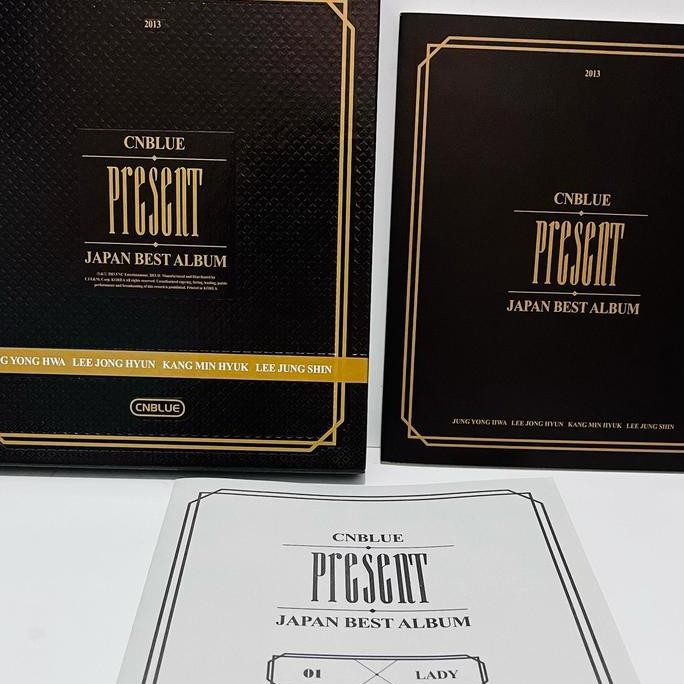 2013
CNBLUE
present
JAPAN BEST ALBUM
G YONG HWA LEE JONG HYUN KANG MIN HYUK LEE JUNG SHIN
CNBLUE
2013
CNBLUE
present
JAPAN BEST ALBUM
JUNG YONG HWA LEE JONG HYUN KANG MIN HYUK LEE JUNG SHIN
CNBLUE
present
JAPAN BEST ALBUM
01 LADY